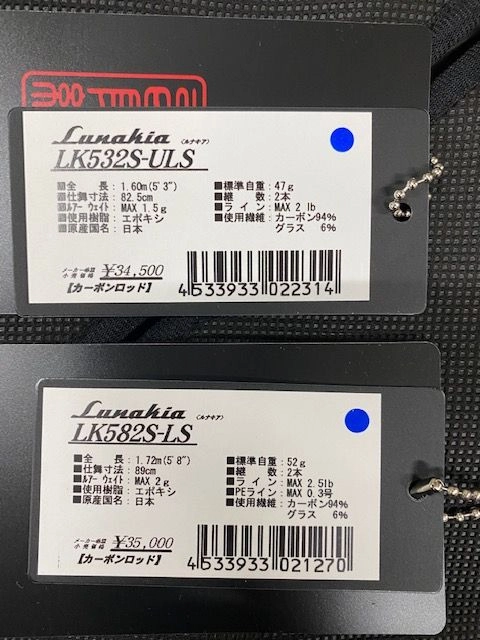 Lunakia (ルナキア)
LK532S-ULS
■全長：1.60m(5'3") ■標準自重：47g
■仕舞寸法：82.5cm ■継数：2本
■ルアーウェイト：MAX 1.5g ■ライン：MAX 2 lb
■使用樹脂：エポキシ ■使用繊維：カーボン94%
■原産国名：日本 グラス 6%
メーカー希望小売価格 ¥34,500
【カーボンロッド】
4 533933 022314
Lunakia (ルナキア)
LK582S-LS
■全長：1.72m(5'8") ■標準自重：52g
■仕舞寸法：89cm ■継数：2本
■ルアーウェイト：MAX 2g ■ライン：MAX 2.5lb
■使用樹脂：エポキシ ■PEライン：MAX 0.3号
■原産国名：日本 ■使用繊維：カーボン94%
グラス 6%
メーカー希望小売価格 ¥35,000
【カーボンロッド】
4 533933 021270